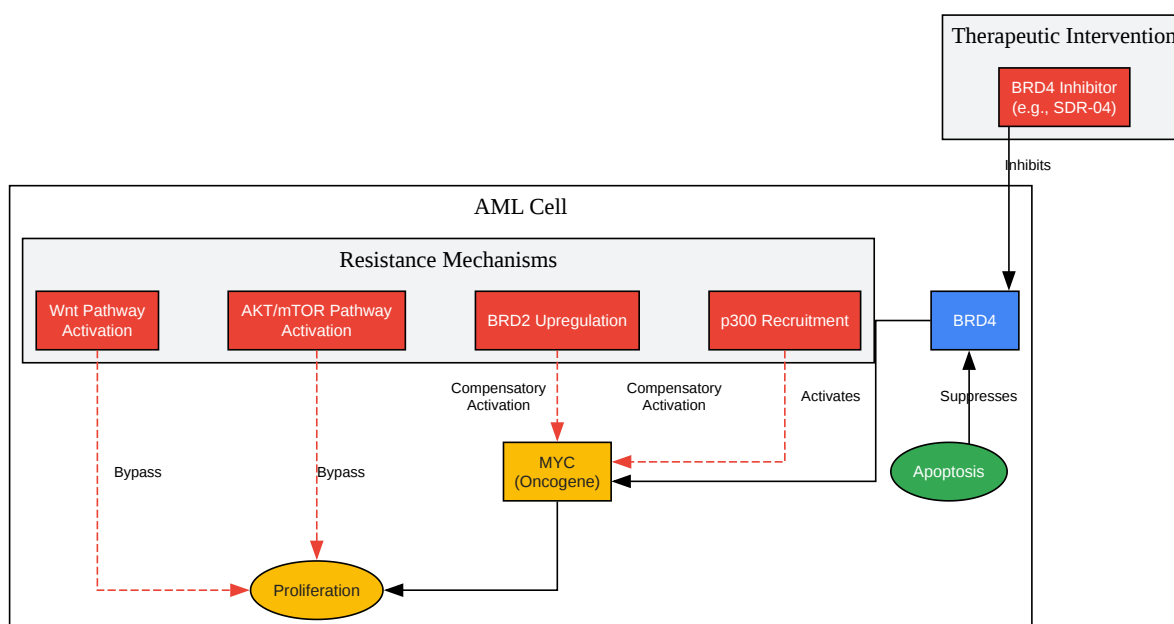 Therapeutic Intervention
BRD4 Inhibitor
(e.g., SDR-04)
Inhibits
AML Cell
Resistance Mechanisms
Wnt Pathway
Activation
AKT/mTOR Pathway
Activation
BRD2 Upregulation
p300 Recruitment
BRD4
Compensatory
Activation
Compensatory
Activation
Activates
Suppresses
Bypass
Bypass
MYC
(Oncogene)
Apoptosis
Proliferation